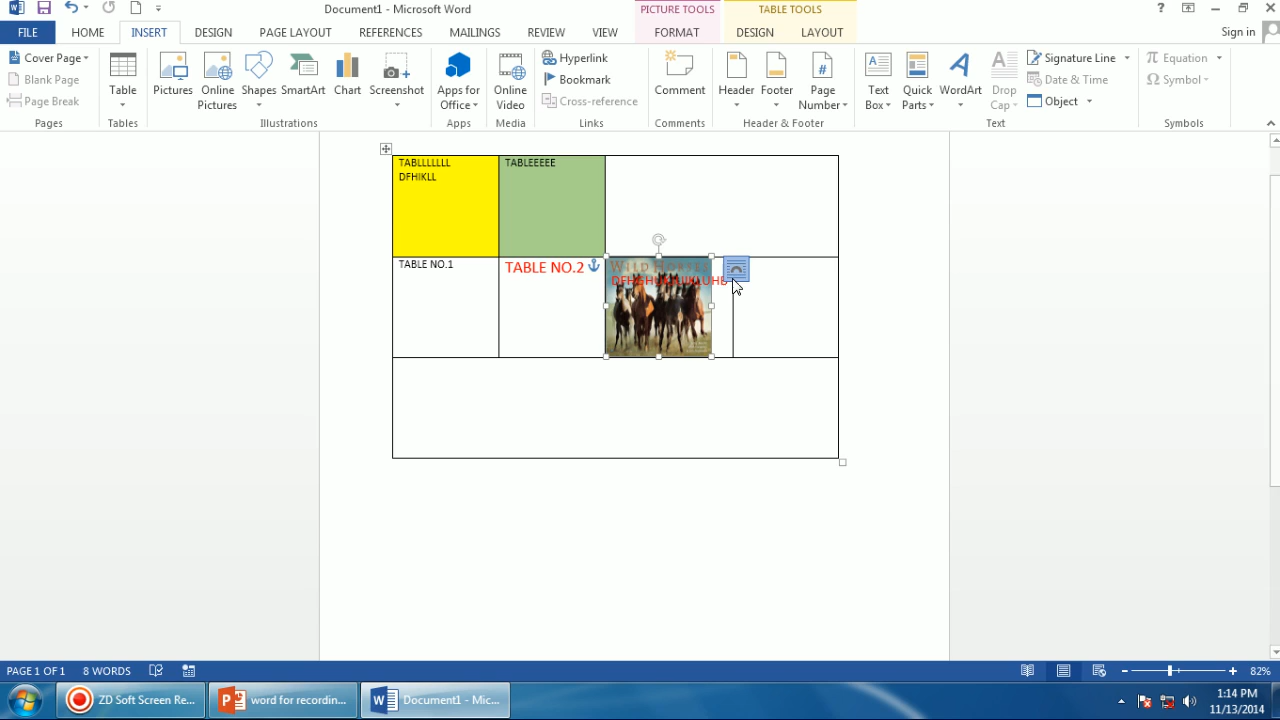 Document1 - Microsoft Word
PICTURE TOOLS
TABLE TOOLS
?
Sign in
FILE
HOME
INSERT
DESIGN
PAGE LAYOUT
REFERENCES
MAILINGS
REVIEW
VIEW
FORMAT
DESIGN
LAYOUT
Cover Page
Blank Page
Page Break
Pages
Table
Tables
Pictures
Online Pictures
Shapes
SmartArt
Chart
Screenshot
Illustrations
Apps for Office
Apps
Online Video
Media
Hyperlink
Bookmark
Cross-reference
Links
Comment
Comments
Header
Footer
Page Number
Header & Footer
Text Box
Quick Parts
WordArt
Drop Cap
Signature Line
Date & Time
Object
Text
Equation
Symbol
Symbols
TABLLLLLLL
DFHIKLL
TABLEEEEE
TABLE NO.1
TABLE NO.2
WILD HORSES
PAGE 1 OF 1
8 WORDS
82%
ZD Soft Screen Re...
word for recordin...
Document1 - Mic...
1:14 PM
11/13/2014